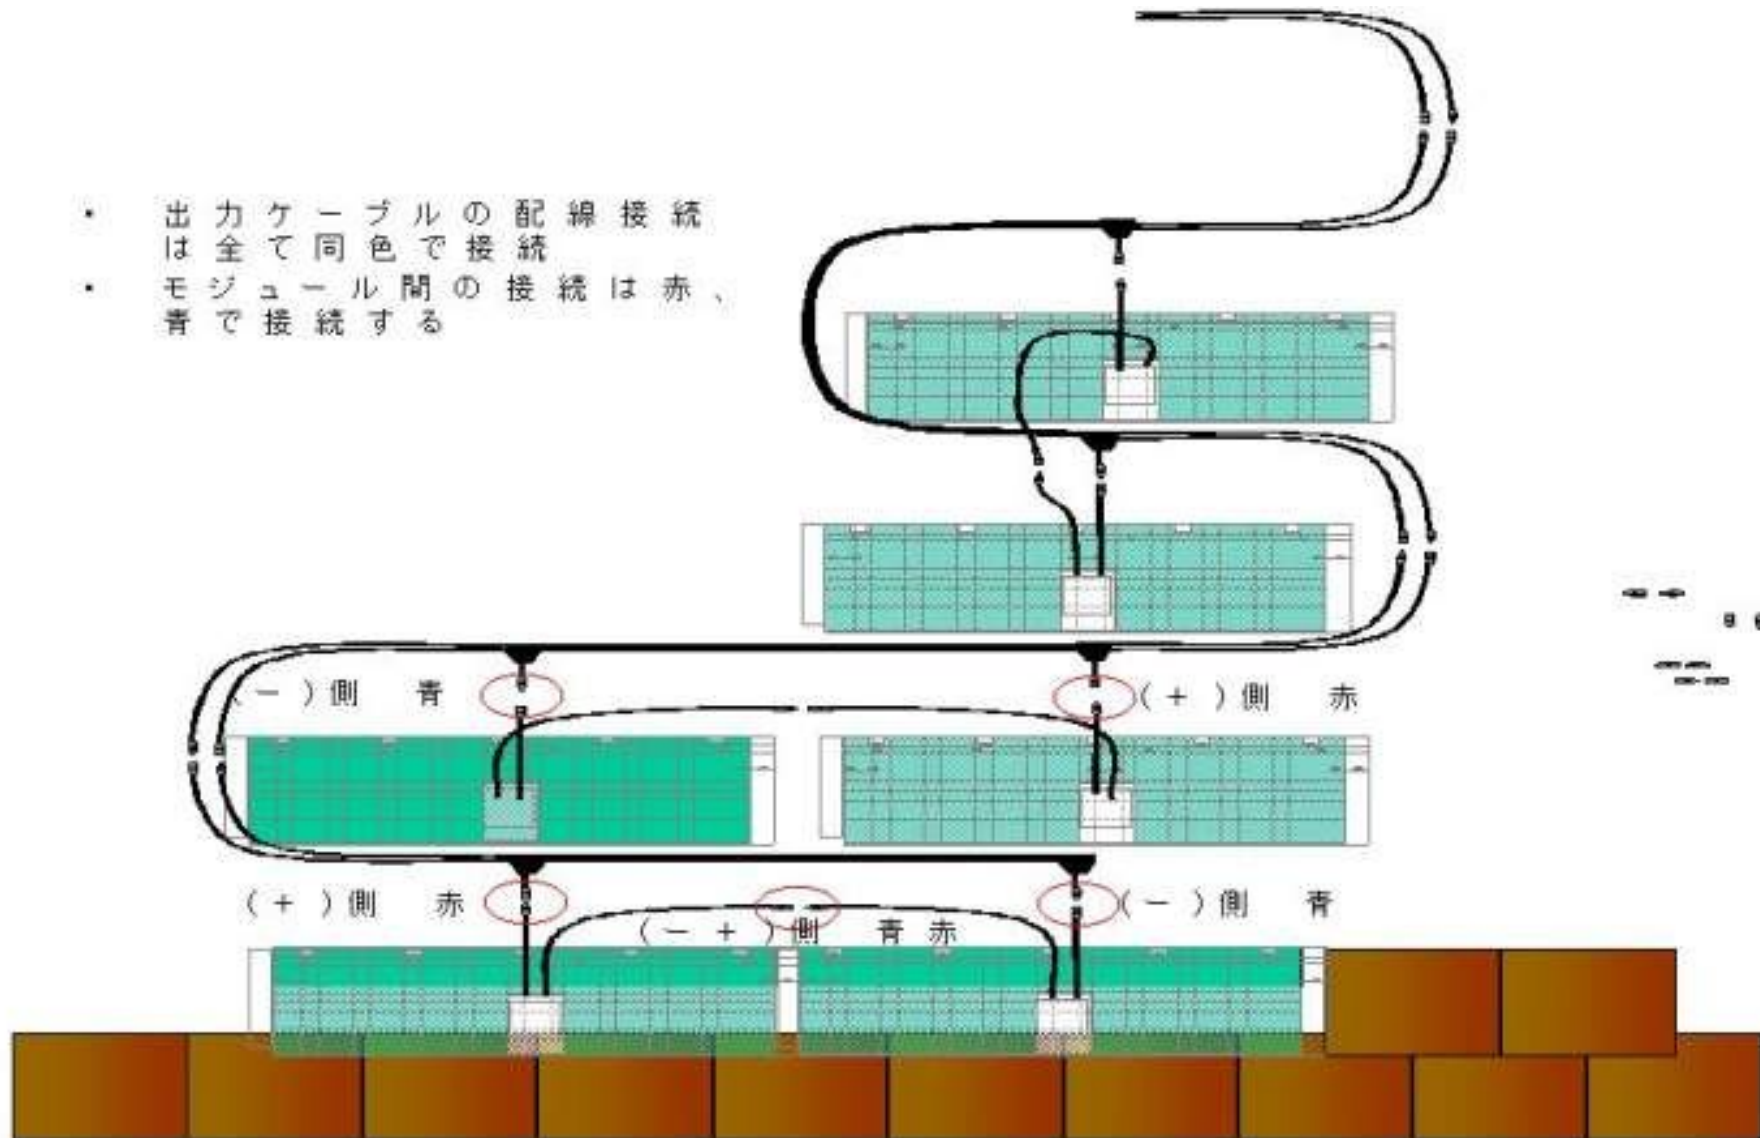 ・ 出力ケーブルの配線接続
は全て同色で接続
・ モジュール間の接続は赤、
青で接続する
(－)側 青
(＋)側 赤
(＋)側 赤
(－＋)側 青赤
(－)側 青